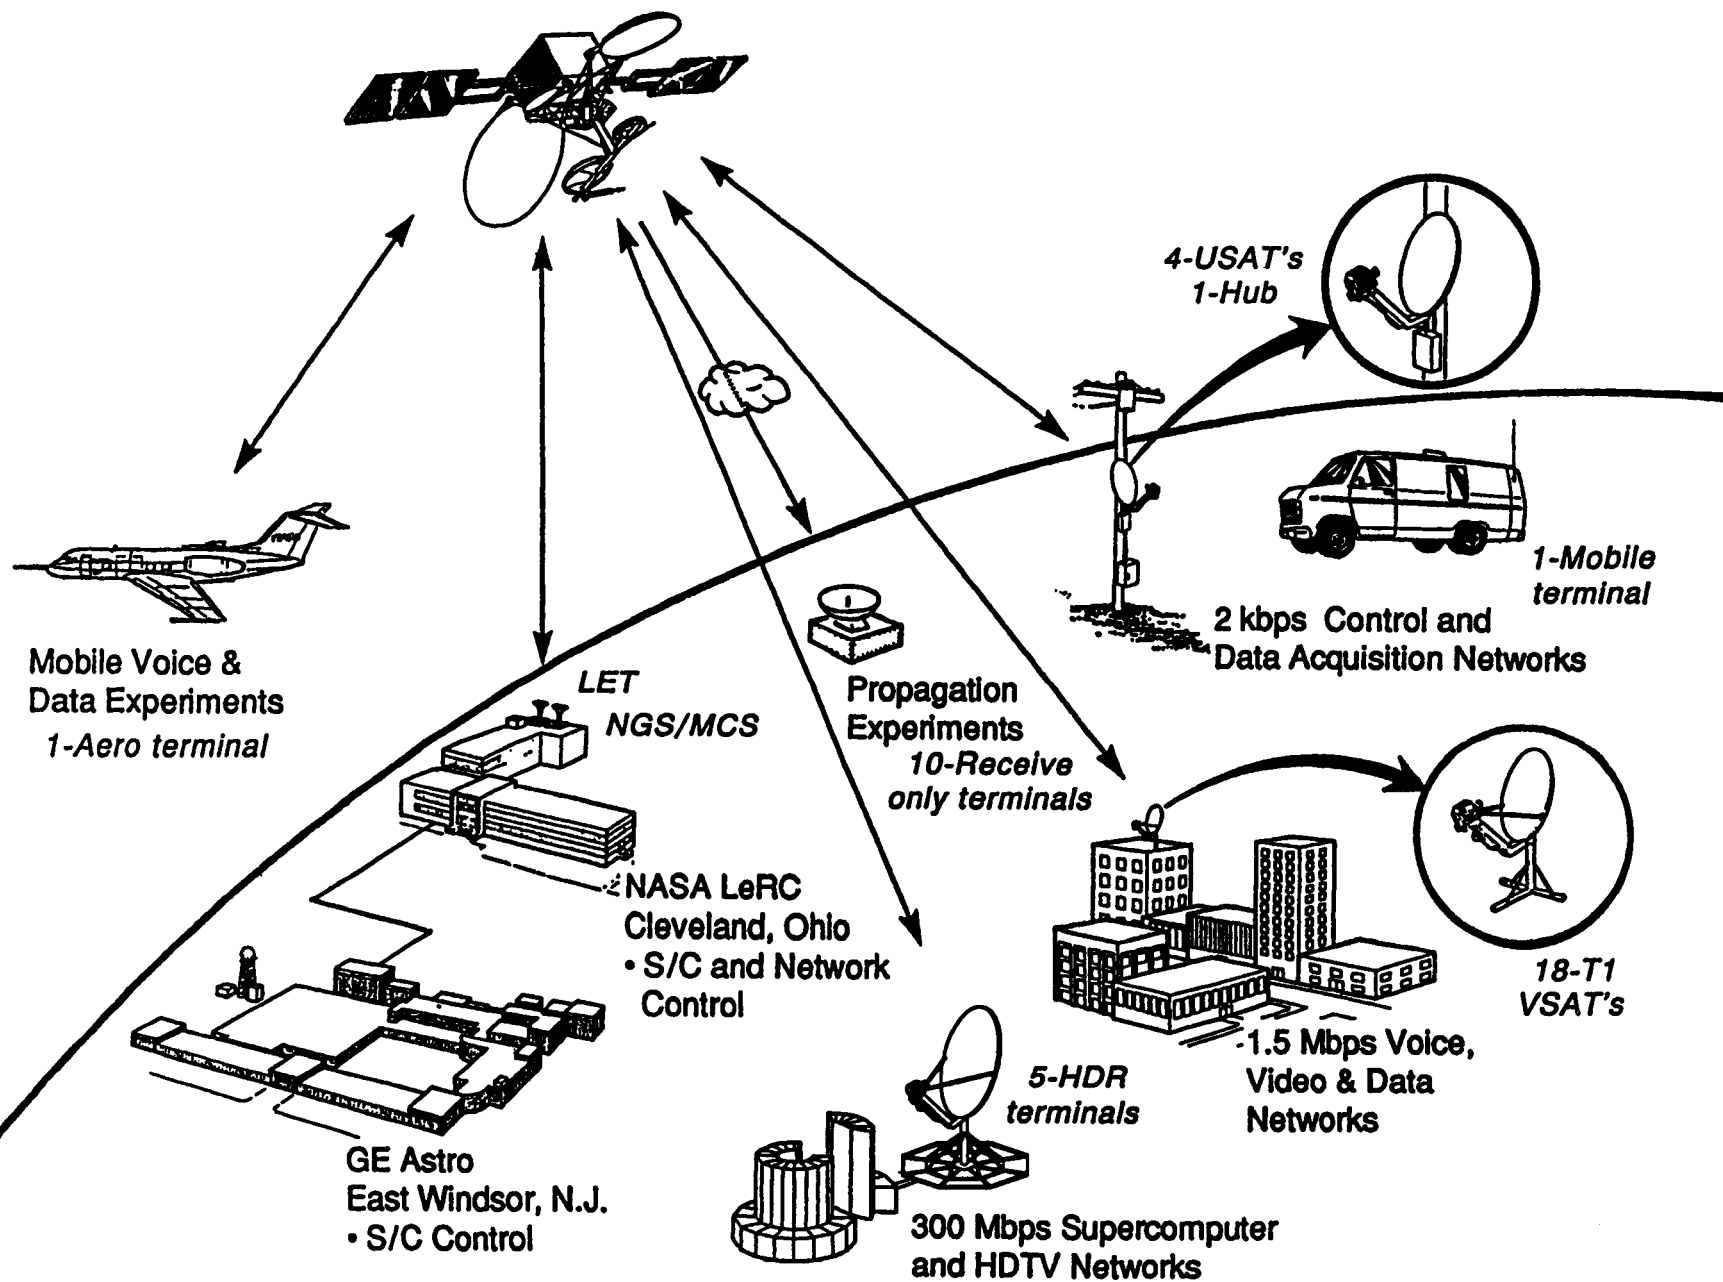 4-USAT's
1-Hub
1-Mobile
terminal
2 kbps Control and
Data Acquisition Networks
Mobile Voice &
Data Experiments
1-Aero terminal
LET
NGS/MCS
Propagation
Experiments
10-Receive
only terminals
NASA LeRC
Cleveland, Ohio
• S/C and Network
Control
18-T1
VSAT's
1.5 Mbps Voice,
Video & Data
Networks
5-HDR
terminals
GE Astro
East Windsor, N.J.
• S/C Control
300 Mbps Supercomputer
and HDTV Networks